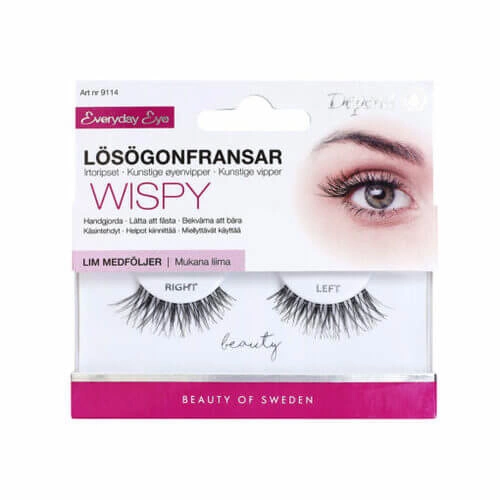 Art nr 9114
Everyday Eye
Depend
LÖSÖGONFRANSAR
Irtoripset · Kunstige øyenvipper · Kunstige vipper
WISPY
Handgjorda · Lätta att fästa · Bekväma att bära
Käsintehdyt · Helpot kiinnittää · Miellyttävät käyttää
LIM MEDFÖLJER | Mukana liima
RIGHT
LEFT
beauty
BEAUTY OF SWEDEN